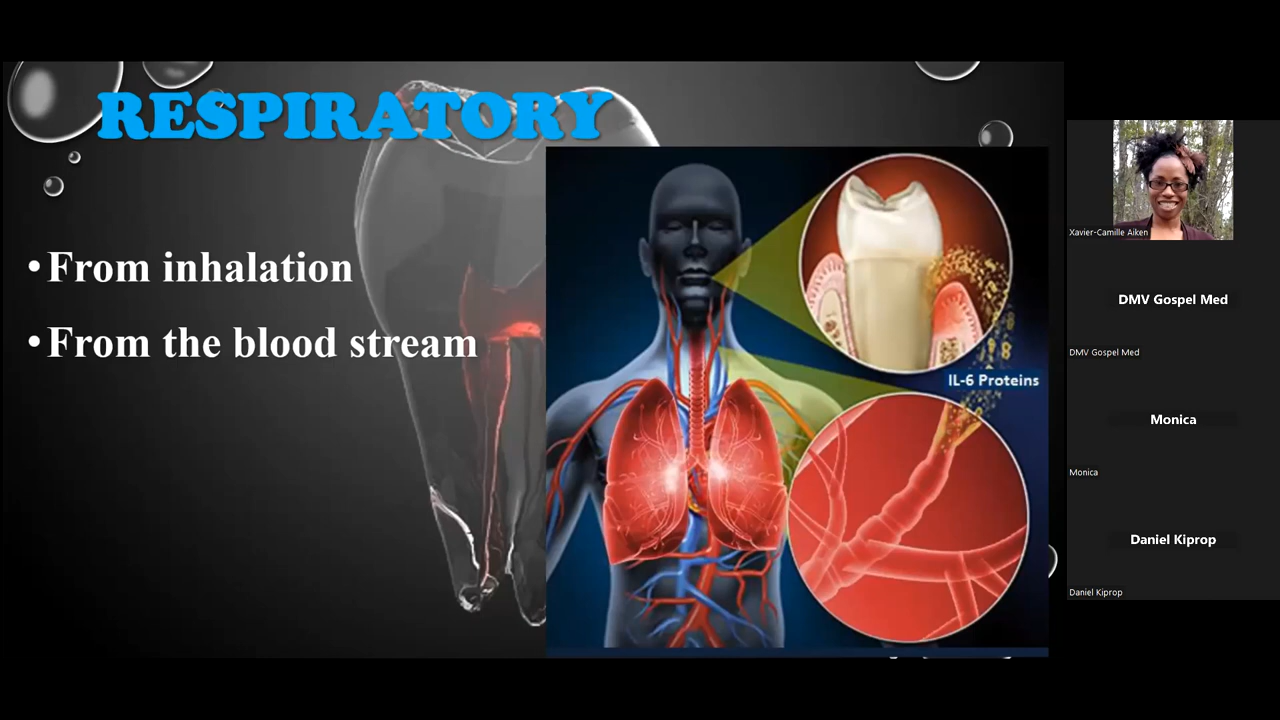 RESPIRATORY
• From inhalation
• From the blood stream
IL-6 Proteins
Xavier-Camille Aiken
DMV Gospel Med
DMV Gospel Med
Monica
Monica
Daniel Kiprop
Daniel Kiprop